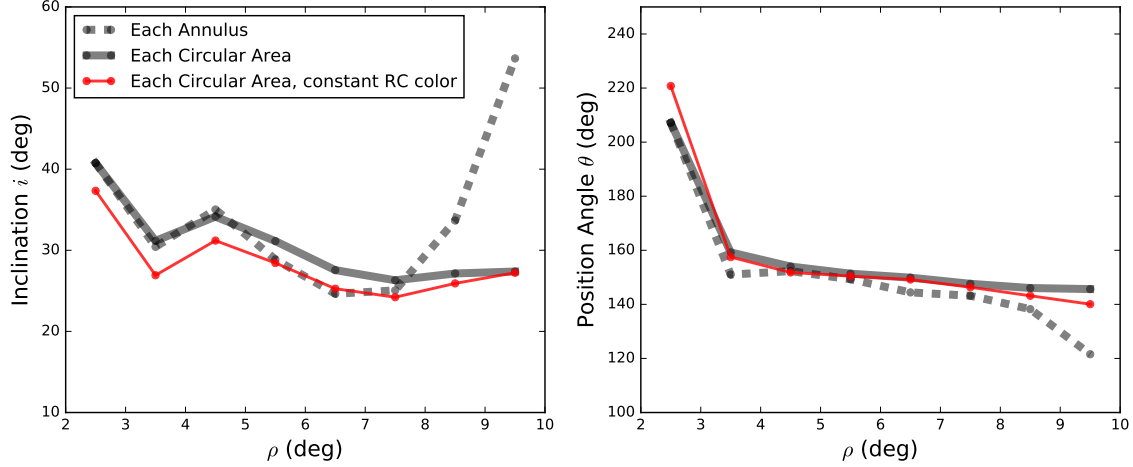 60
50
40
30
20
10
Inclination i (deg)
Each Annulus
Each Circular Area
Each Circular Area, constant RC color
2 3 4 5 6 7 8 9 10
ρ (deg)
240
220
200
180
160
140
120
100
Position Angle θ (deg)
2 3 4 5 6 7 8 9 10
ρ (deg)